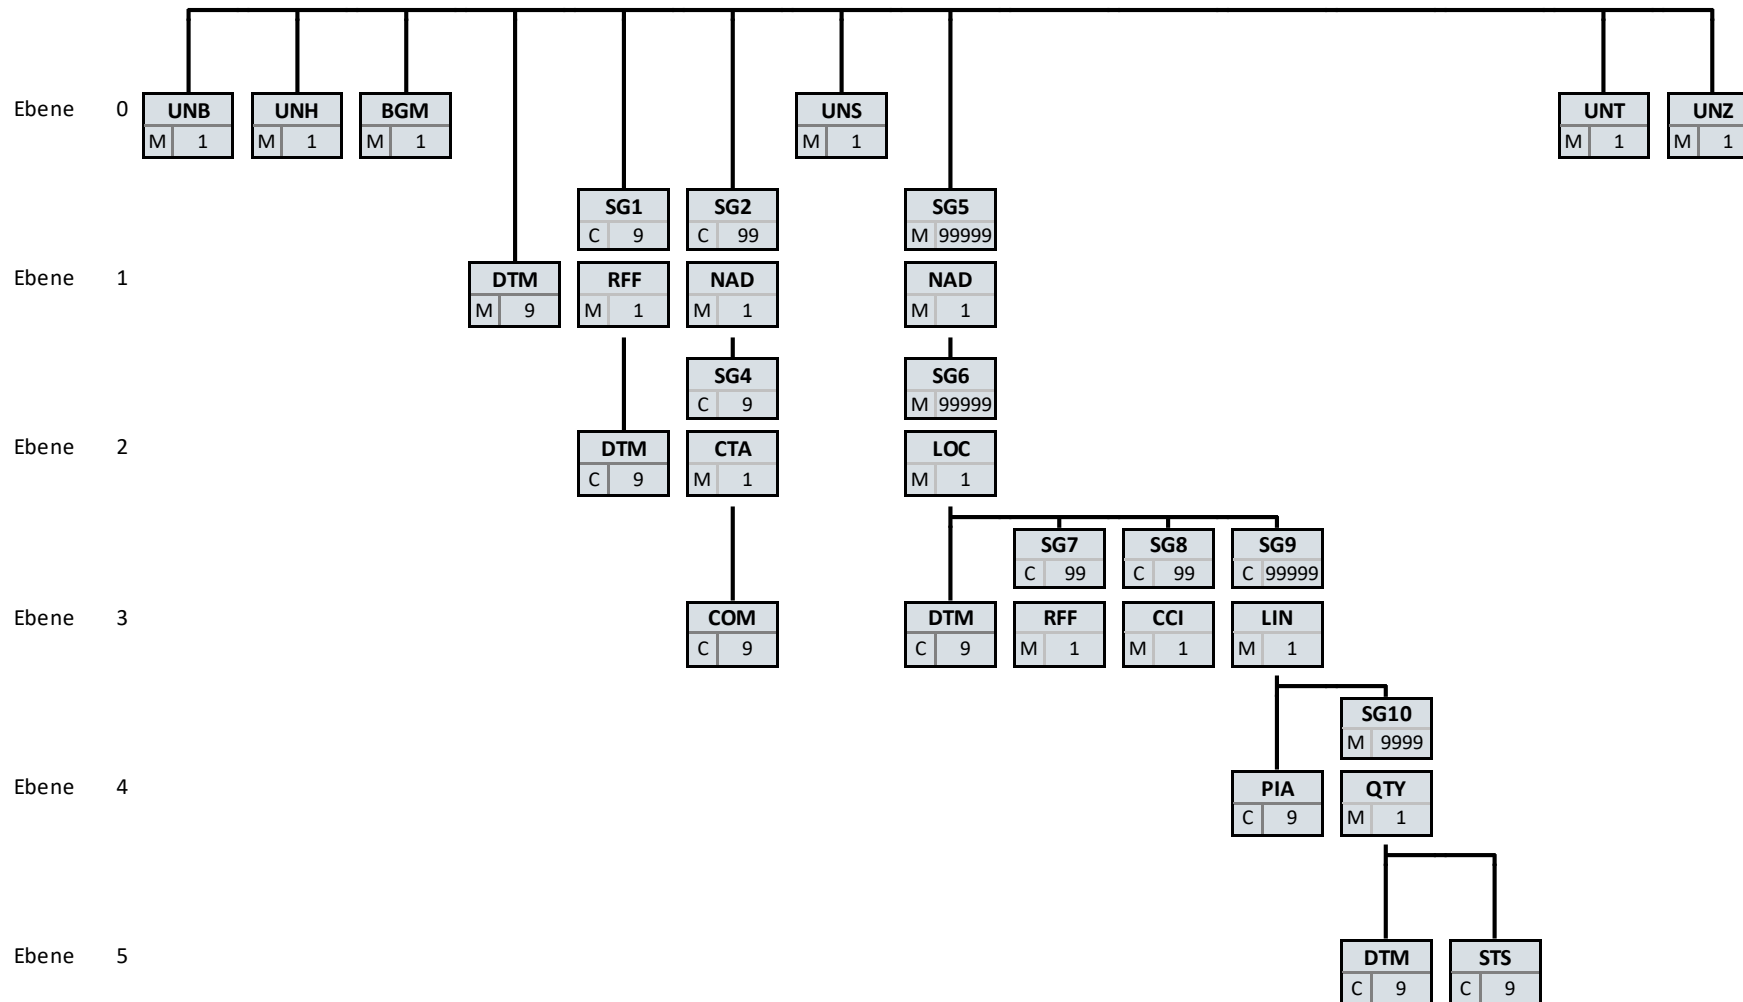 Ebene 0 UNB UNH BGM UNS UNT UNZ
M 1 M 1 M 1 M 1 M 1 M 1
SG1 SG2 SG5
C 9 C 99 M 99999
Ebene 1 DTM RFF NAD NAD
M 9 M 1 M 1 M 1
SG4 SG6
C 9 M 99999
Ebene 2 DTM CTA LOC
C 9 M 1 M 1
SG7 SG8 SG9
C 99 C 99 C 99999
Ebene 3 COM DTM RFF CCI LIN
C 9 C 9 M 1 M 1 M 1
SG10
M 9999
Ebene 4 PIA QTY
C 9 M 1
Ebene 5 DTM STS
C 9 C 9